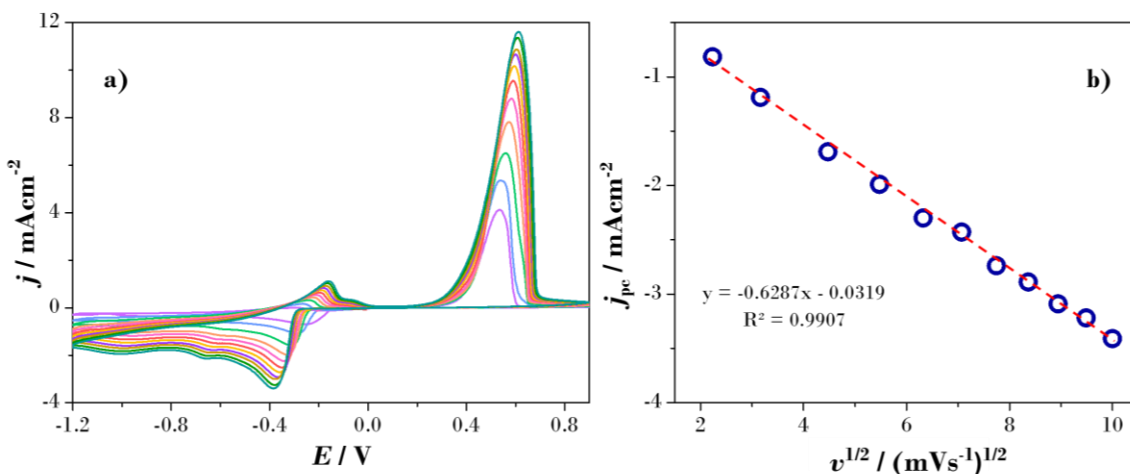 a)
12
8
4
0
-4
j / mAcm-2
-1.2
-0.8
-0.4
0.0
0.4
0.8
E / V
b)
-1
-2
-3
-4
jpc / mAcm-2
y = -0.6287x - 0.0319
R² = 0.9907
2
4
6
8
10
v1/2 / (mVs-1)1/2